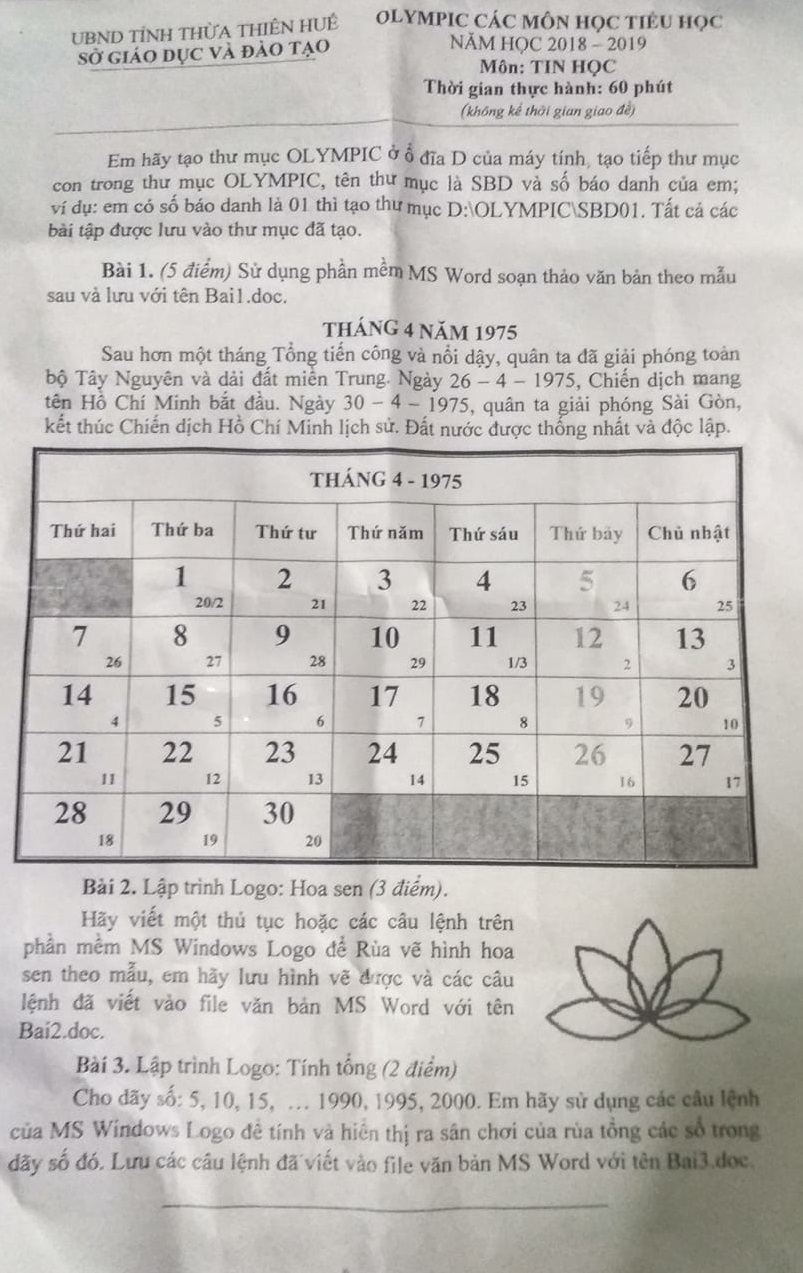 UBND TỈNH THỪA THIÊN HUẾ
SỞ GIÁO DỤC VÀ ĐÀO TẠO
OLYMPIC CÁC MÔN HỌC TIỂU HỌC
NĂM HỌC 2018 – 2019
Môn: TIN HỌC
Thời gian thực hành: 60 phút
(không kể thời gian giao đề)
Em hãy tạo thư mục OLYMPIC ở ổ đĩa D của máy tính, tạo tiếp thư mục
con trong thư mục OLYMPIC, tên thư mục là SBD và số báo danh của em;
ví dụ: em có số báo danh là 01 thì tạo thư mục D:\OLYMPIC\SBD01. Tất cả các
bài tập được lưu vào thư mục đã tạo.
Bài 1. (5 điểm) Sử dụng phần mềm MS Word soạn thảo văn bản theo mẫu
sau và lưu với tên Bai1.doc.
THÁNG 4 NĂM 1975
Sau hơn một tháng Tổng tiến công và nổi dậy, quân ta đã giải phóng toàn
bộ Tây Nguyên và dải đất miền Trung. Ngày 26 – 4 – 1975, Chiến dịch mang
tên Hồ Chí Minh bắt đầu. Ngày 30 – 4 – 1975, quân ta giải phóng Sài Gòn,
kết thúc Chiến dịch Hồ Chí Minh lịch sử. Đất nước được thống nhất và độc lập.
THÁNG 4 - 1975
Thứ hai Thứ ba Thứ tư Thứ năm Thứ sáu Thứ bảy Chủ nhật
1 2 3 4 5 6
20/2 21 22 23 24 25
7 8 9 10 11 12 13
26 27 28 29 1/3 2 3
14 15 16 17 18 19 20
4 5 6 7 8 9 10
21 22 23 24 25 26 27
11 12 13 14 15 16 17
28 29 30
18 19 20
Bài 2. Lập trình Logo: Hoa sen (3 điểm).
Hãy viết một thủ tục hoặc các câu lệnh trên
phần mềm MS Windows Logo để Rùa vẽ hình hoa
sen theo mẫu, em hãy lưu hình vẽ được và các câu
lệnh đã viết vào file văn bản MS Word với tên
Bai2.doc.
Bài 3. Lập trình Logo: Tính tổng (2 điểm)
Cho dãy số: 5, 10, 15, … 1990, 1995, 2000. Em hãy sử dụng các câu lệnh
của MS Windows Logo để tính và hiển thị ra sân chơi của rùa tổng các số trong
dãy số đó. Lưu các câu lệnh đã viết vào file văn bản MS Word với tên Bai3.doc.